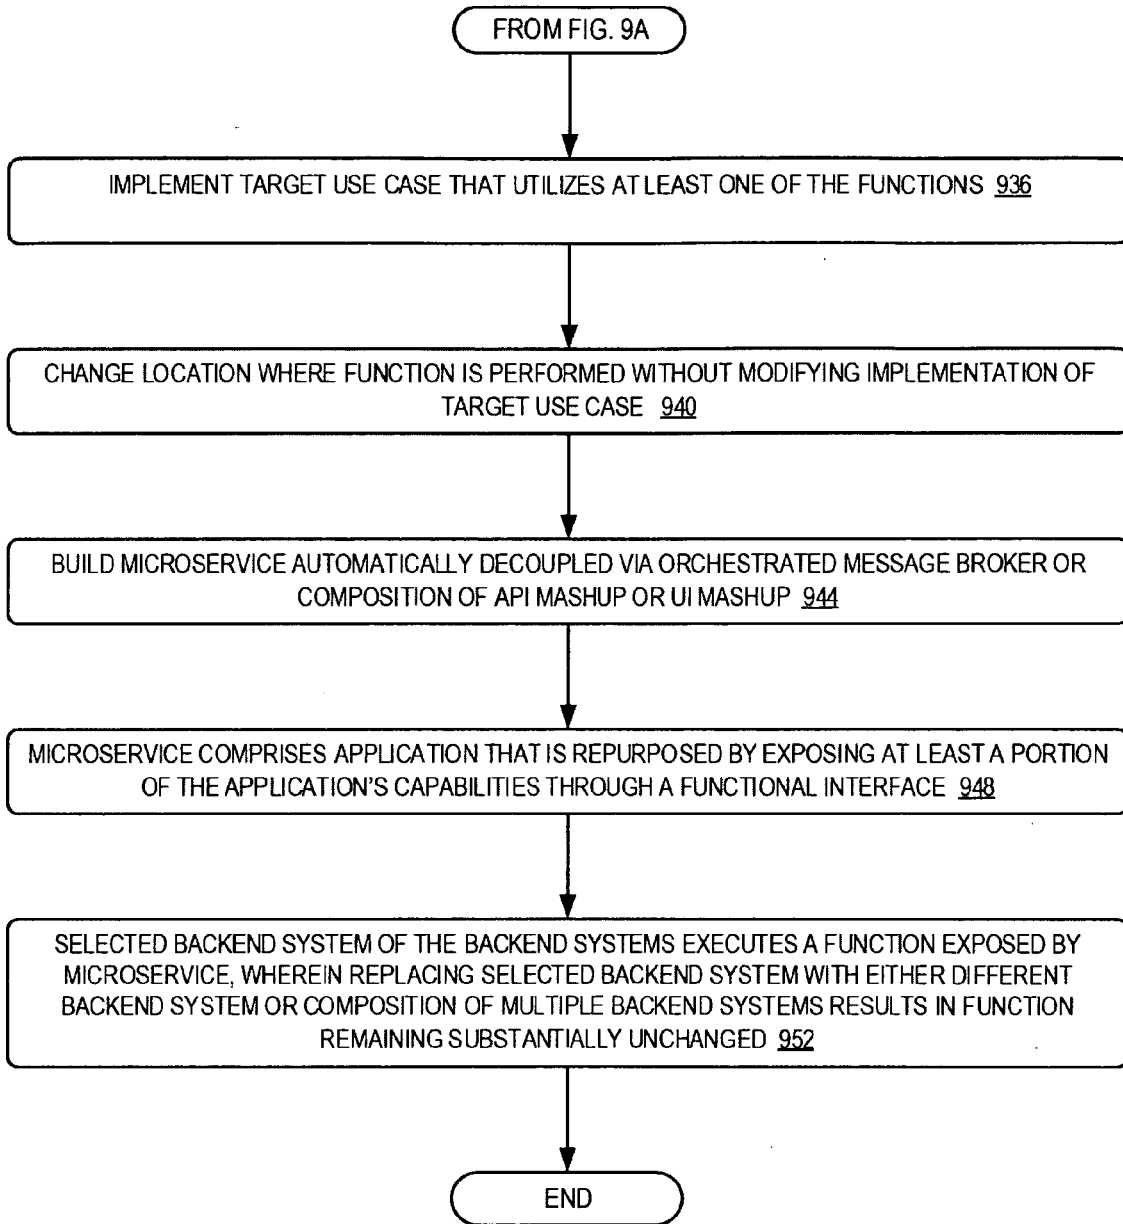 FROM FIG. 9A
IMPLEMENT TARGET USE CASE THAT UTILIZES AT LEAST ONE OF THE FUNCTIONS 936
CHANGE LOCATION WHERE FUNCTION IS PERFORMED WITHOUT MODIFYING IMPLEMENTATION OF
TARGET USE CASE 940
BUILD MICROSERVICE AUTOMATICALLY DECOUPLED VIA ORCHESTRATED MESSAGE BROKER OR
COMPOSITION OF API MASHUP OR UI MASHUP 944
MICROSERVICE COMPRISES APPLICATION THAT IS REPURPOSED BY EXPOSING AT LEAST A PORTION
OF THE APPLICATION'S CAPABILITIES THROUGH A FUNCTIONAL INTERFACE 948
SELECTED BACKEND SYSTEM OF THE BACKEND SYSTEMS EXECUTES A FUNCTION EXPOSED BY
MICROSERVICE, WHEREIN REPLACING SELECTED BACKEND SYSTEM WITH EITHER DIFFERENT
BACKEND SYSTEM OR COMPOSITION OF MULTIPLE BACKEND SYSTEMS RESULTS IN FUNCTION
REMAINING SUBSTANTIALLY UNCHANGED 952
END